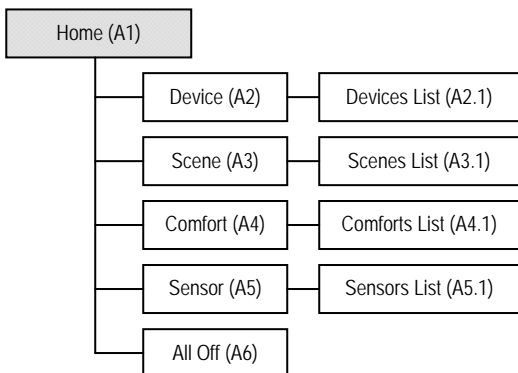 Home (A1)
Device (A2)
Devices List (A2.1)
Scene (A3)
Scenes List (A3.1)
Comfort (A4)
Comforts List (A4.1)
Sensor (A5)
Sensors List (A5.1)
All Off (A6)